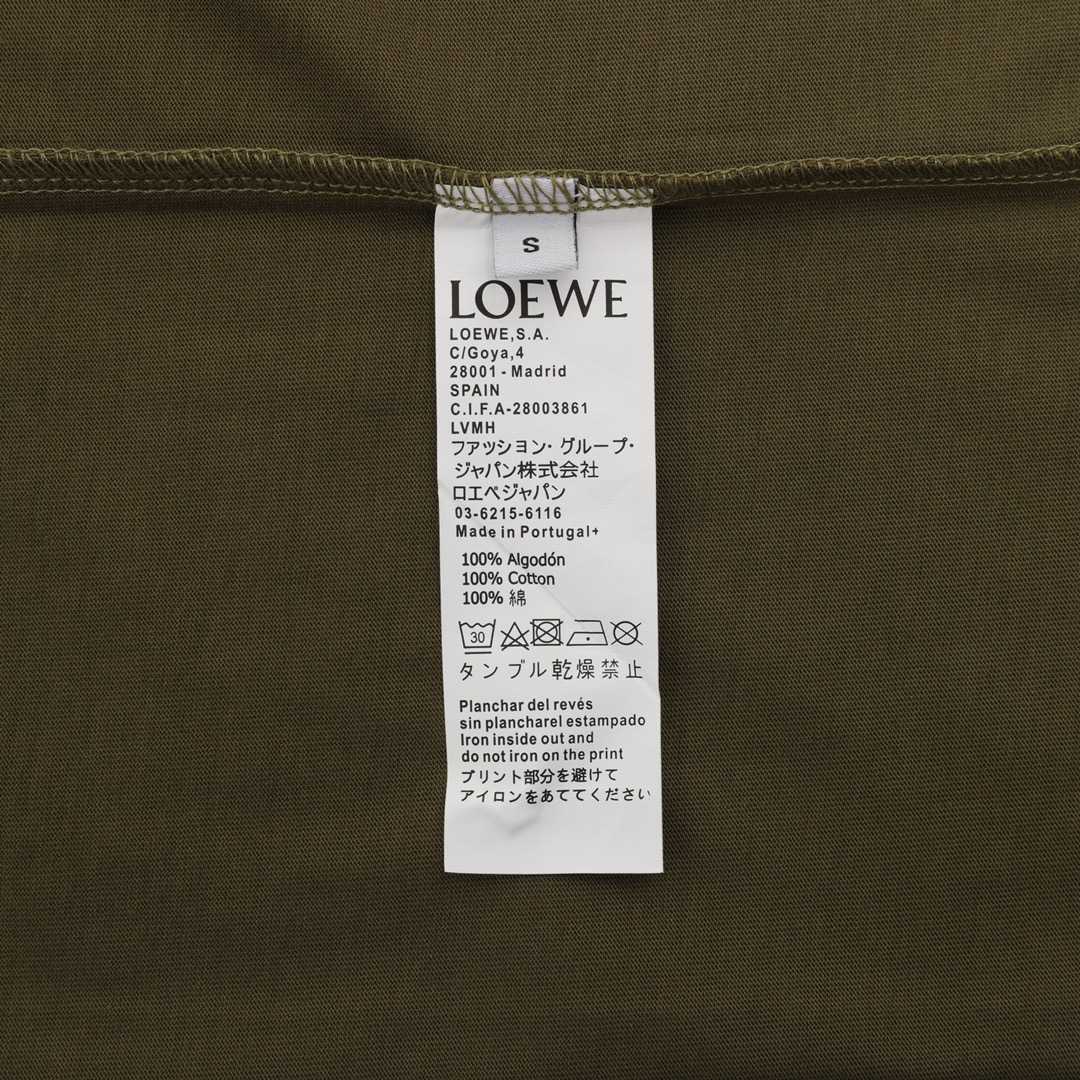 S
LOEWE
LOEWE,S.A.
C/Goya,4
28001 - Madrid
SPAIN
C.I.F.A-28003861
LVMH
ファッション・グループ・
ジャパン株式会社
ロエベジャパン
03-6215-6116
Made in Portugal+
100% Algodón
100% Cotton
100% 綿
30
タンブル乾燥禁止
Planchar del revés
sin plancharel estampado
Iron inside out and
do not iron on the print
プリント部分を避けて
アイロンをあててください